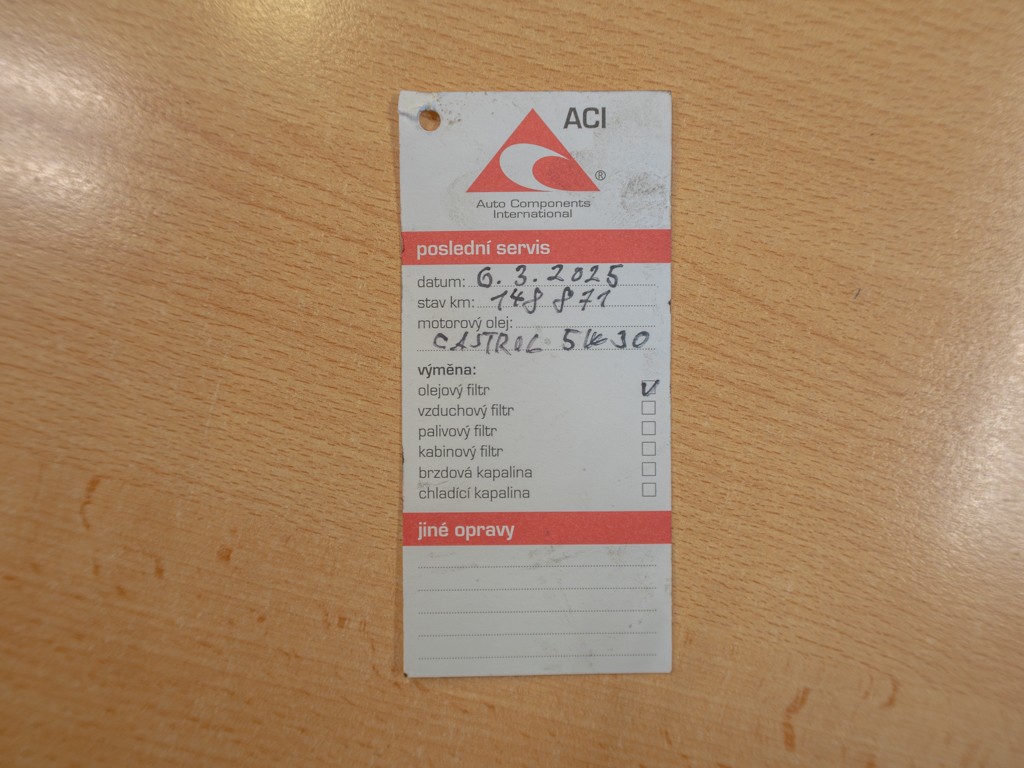 ACI
®
Auto Components
International
poslední servis
datum: 6. 3. 2025
stav km: 148 871
motorový olej:
CASTROL 5W30
výměna:
olejový filtr
vzduchový filtr
palivový filtr
kabinový filtr
brzdová kapalina
chladící kapalina
jiné opravy